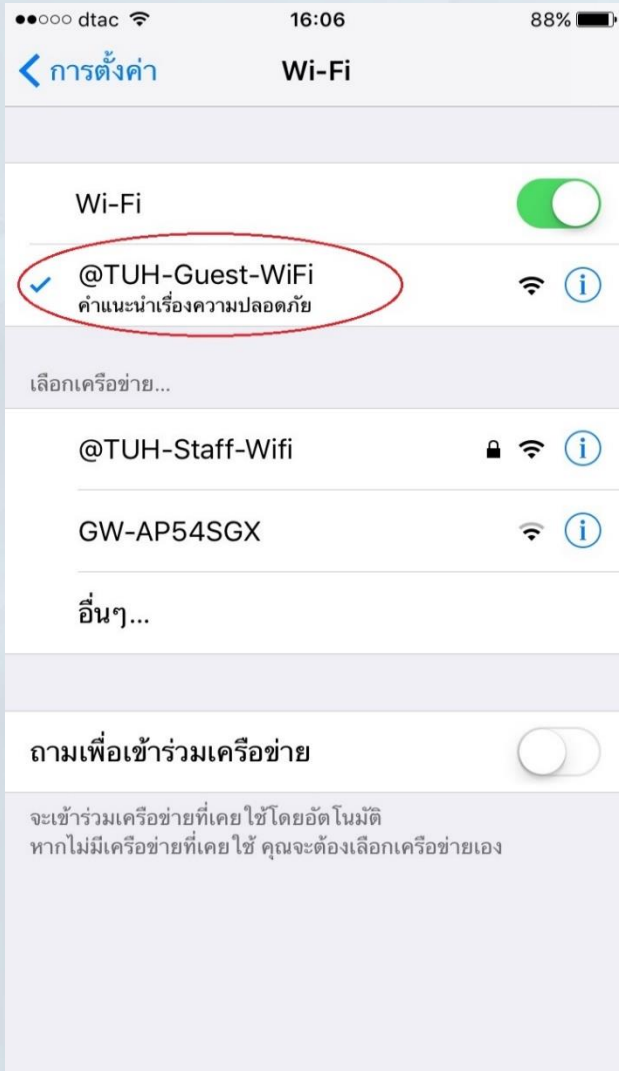 dtac 16:06 88%
การตั้งค่า Wi-Fi
Wi-Fi
@TUH-Guest-WiFi
คำแนะนำเรื่องความปลอดภัย
เลือกเครือข่าย...
@TUH-Staff-Wifi
GW-AP54SGX
อื่นๆ...
ถามเพื่อเข้าร่วมเครือข่าย
จะเข้าร่วมเครือข่ายที่เคยใช้โดยอัตโนมัติ
หากไม่มีเครือข่ายที่เคยใช้ คุณจะต้องเลือกเครือข่ายเอง